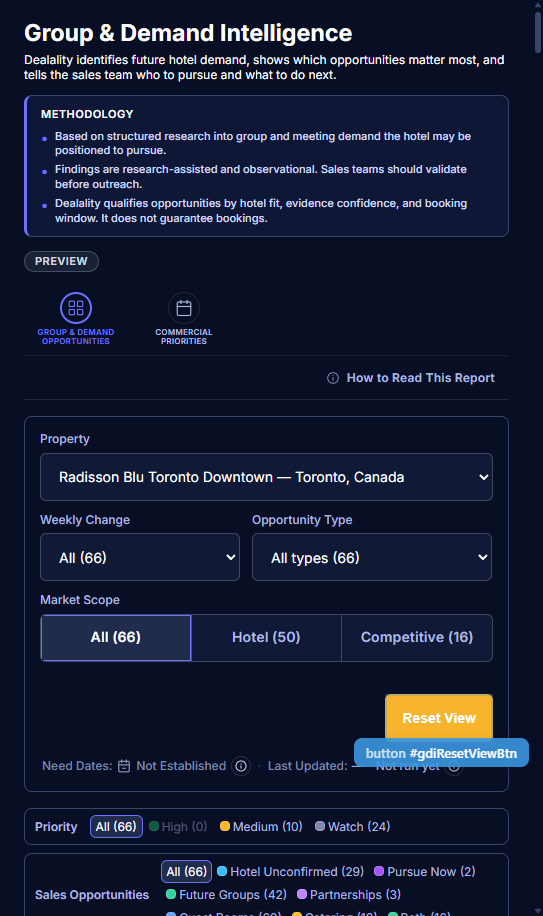 Group & Demand Intelligence
Dealality identifies future hotel demand, shows which opportunities matter most, and
tells the sales team who to pursue and what to do next.
METHODOLOGY
• Based on structured research into group and meeting demand the hotel may be
positioned to pursue.
• Findings are research-assisted and observational. Sales teams should validate
before outreach.
• Dealality qualifies opportunities by hotel fit, evidence confidence, and booking
window. It does not guarantee bookings.
PREVIEW
GROUP & DEMAND
OPPORTUNITIES
COMMERCIAL
PRIORITIES
How to Read This Report
Property
Radisson Blu Toronto Downtown — Toronto, Canada
Weekly Change
Opportunity Type
All (66)
All types (66)
Market Scope
All (66)
Hotel (50)
Competitive (16)
Reset View
button #gdiResetViewBtn
Need Dates: Not Established · Last Updated: — Not run yet
Priority All (66) High (0) Medium (10) Watch (24)
All (66) Hotel Unconfirmed (29) Pursue Now (2)
Sales Opportunities Future Groups (42) Partnerships (3)